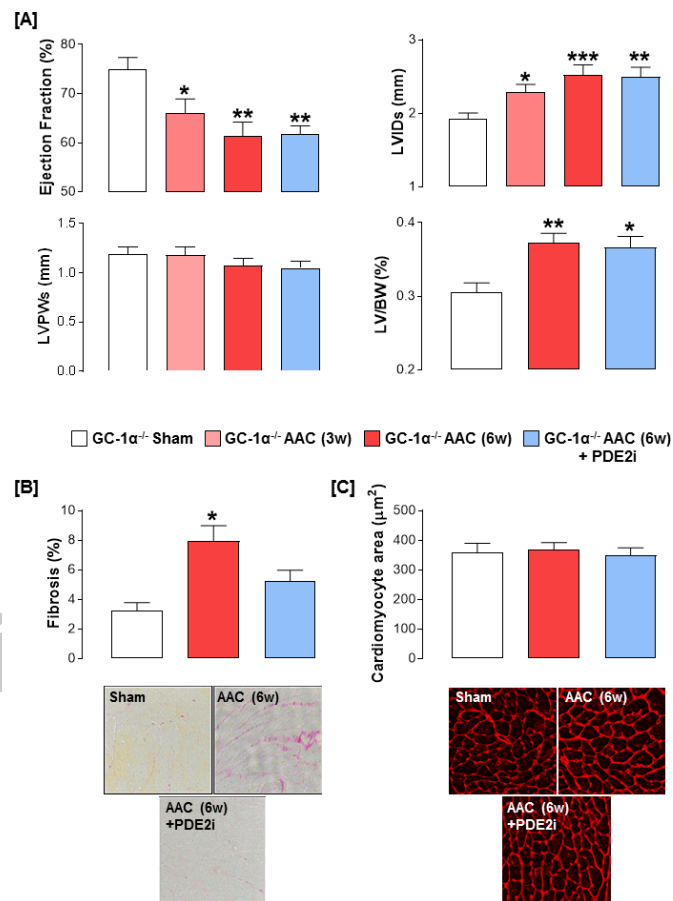 [A]
Ejection Fraction (%)
80
70
60
50
*
**
**
LVIDs (mm)
3
2
1
*
***
**
LVPWs (mm)
1.5
1.0
0.5
0.0
LV/BW (%)
0.4
0.3
0.2
**
*
GC-1α-/- Sham
GC-1α-/- AAC (3w)
GC-1α-/- AAC (6w)
GC-1α-/- AAC (6w)
+ PDE2i
[B]
Fibrosis (%)
10
8
6
4
2
0
*
Sham
AAC (6w)
AAC (6w)
+PDE2i
[C]
Cardiomyocyte area (µm²)
500
400
300
200
100
0
Sham
AAC (6w)
AAC (6w)
+PDE2i